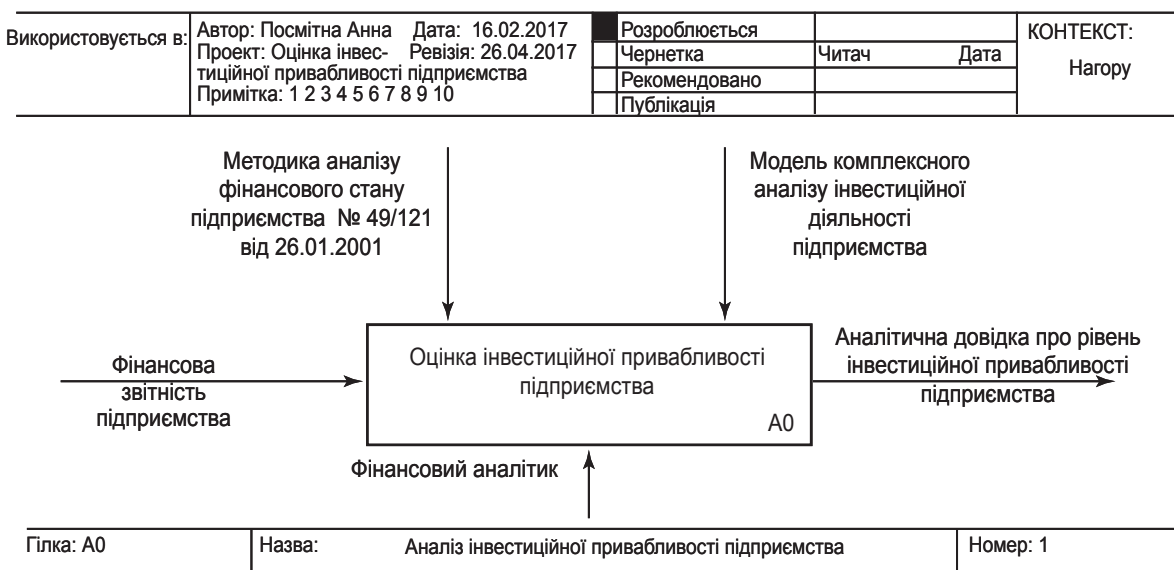 Використовується в:
Автор: Посмітна Анна Дата: 16.02.2017
Проект: Оцінка інвес- Ревізія: 26.04.2017
тиційної привабливості підприємства
Примітка: 1 2 3 4 5 6 7 8 9 10
Розроблюється
Чернетка
Рекомендовано
Публікація
Читач Дата
КОНТЕКСТ:
Нагору
Методика аналізу
фінансового стану
підприємства № 49/121
від 26.01.2001
Модель комплексного
аналізу інвестиційної
діяльності
підприємства
Фінансова
звітність
підприємства
Оцінка інвестиційної привабливості
підприємства
А0
Аналітична довідка про рівень
інвестиційної привабливості
підприємства
Фінансовий аналітик
Гілка: А0
Назва: Аналіз інвестиційної привабливості підприємства
Номер: 1